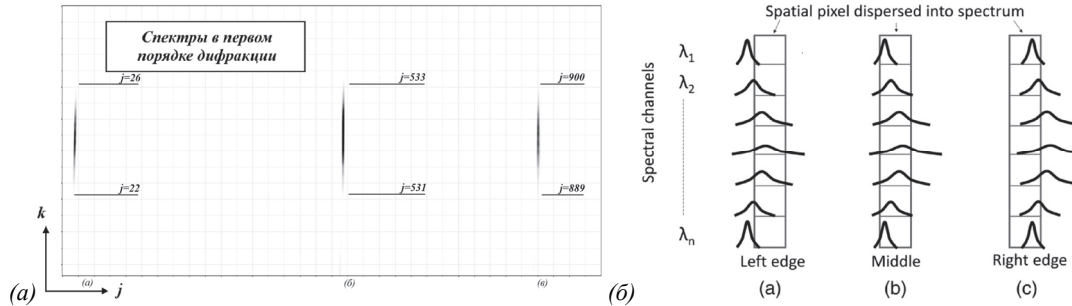 (а)
Спектры в первом
порядке дифракции
j=26
j=533
j=900
j=22
j=531
j=889
k
j
(а)
(б)
(в)
(б)
Spatial pixel dispersed into spectrum
Spectral channels
λ1
λ2
λn
Left edge
Middle
Right edge
(a)
(b)
(c)